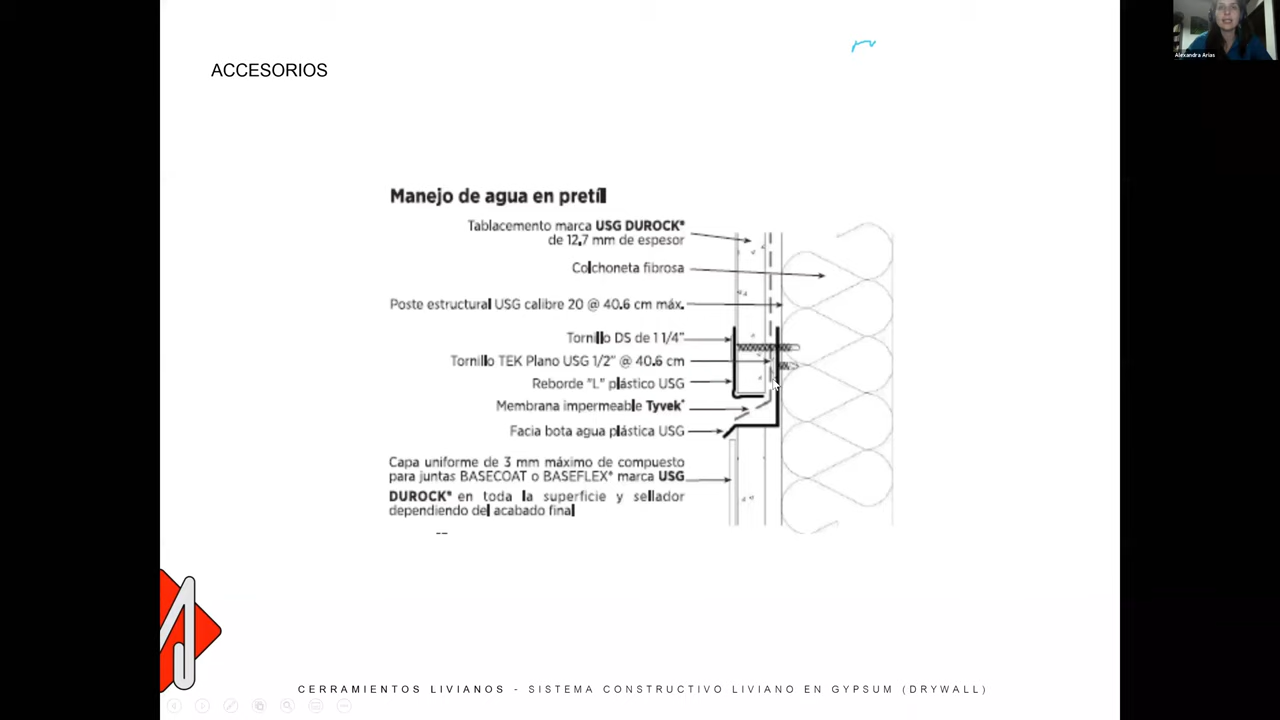 Alexandra Arias
ACCESORIOS
Manejo de agua en pretil
Tablacemento marca USG DUROCK®
de 12,7 mm de espesor
Colchoneta fibrosa
Poste estructural USG calibre 20 @ 40.6 cm máx.
Tornillo DS de 1 1/4"
Tornillo TEK Plano USG 1/2" @ 40.6 cm
Reborde "L" plástico USG
Membrana impermeable Tyvek®
Facia bota agua plástica USG
Capa uniforme de 3 mm máximo de compuesto
para juntas BASECOAT o BASEFLEX® marca USG
DUROCK® en toda la superficie y sellador
dependiendo del acabado final
CERRAMIENTOS LIVIANOS - SISTEMA CONSTRUCTIVO LIVIANO EN GYPSUM (DRYWALL)